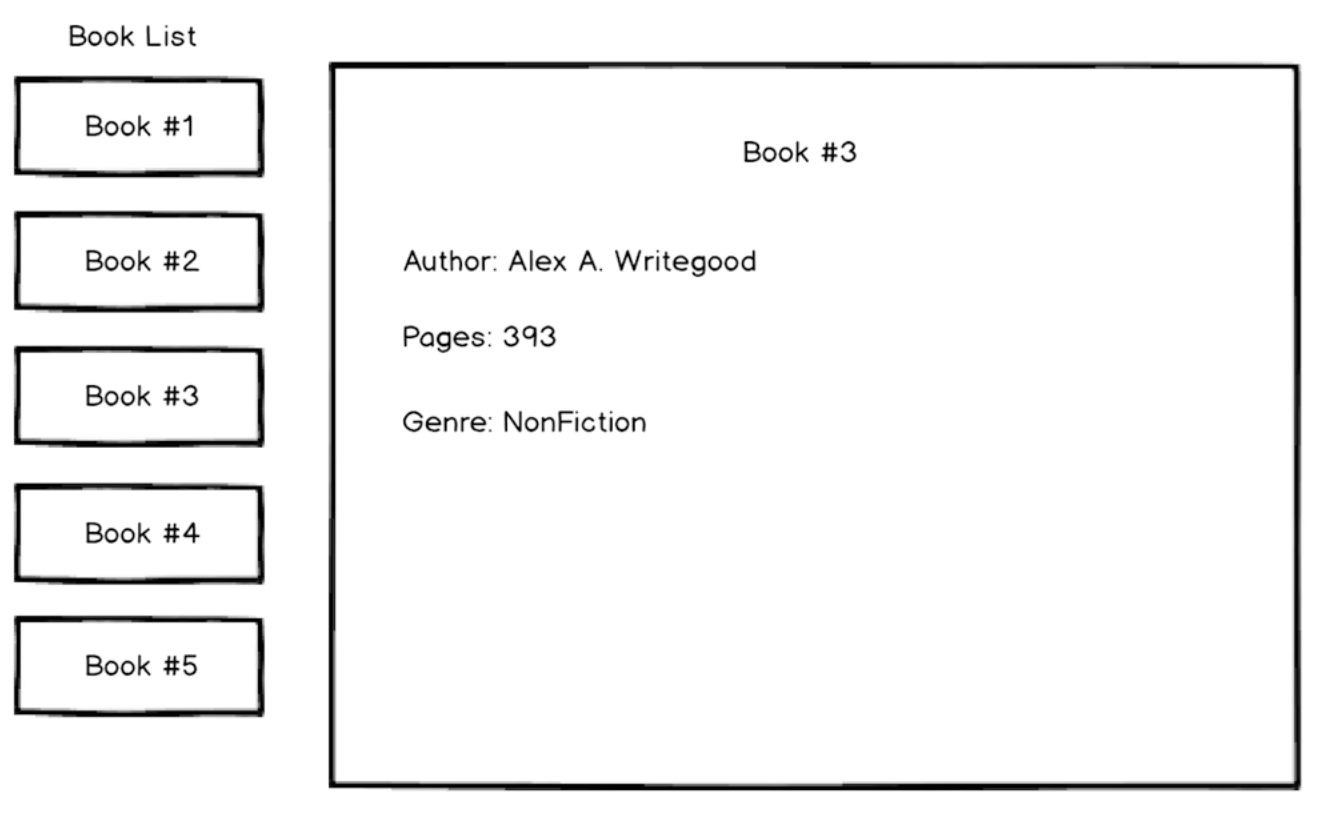 Book List
Book #1
Book #2
Book #3
Book #4
Book #5
Book #3
Author: Alex A. Writegood
Pages: 393
Genre: NonFiction